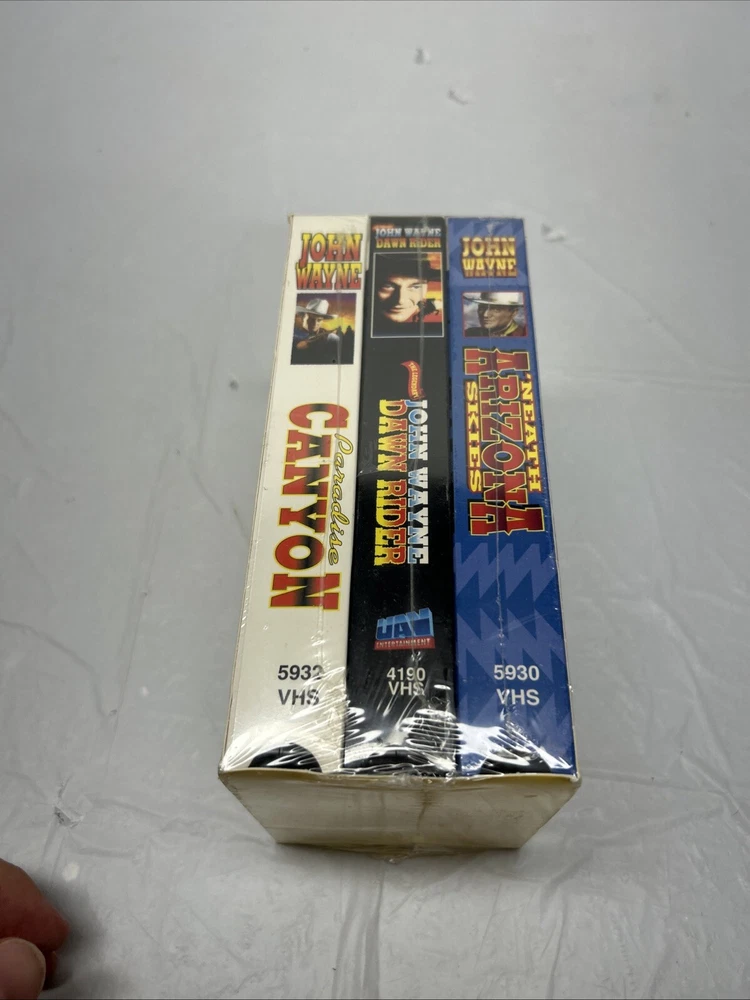 JOHN
WAYNE
Paradise
CANYON
5932
VHS
JOHN WAYNE
DAWN RIDER
JOHN WAYNE
DAWN RIDER
UAV
ENTERTAINMENT
4190
VHS
JOHN
WAYNE
'NEATH
ARIZONA
SKIES
5930
VHS